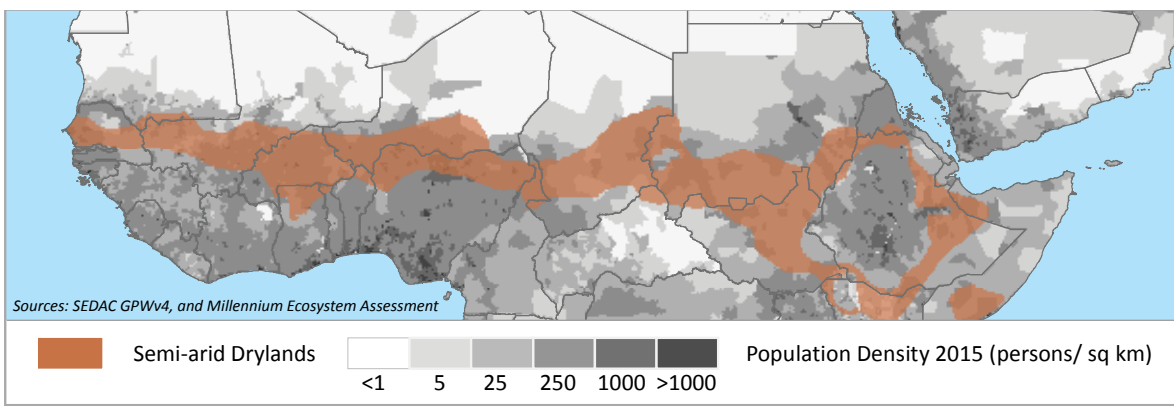 Sources: SEDAC GPWv4, and Millennium Ecosystem Assessment
Semi-arid Drylands
<1 5 25 250 1000 >1000
Population Density 2015 (persons/ sq km)